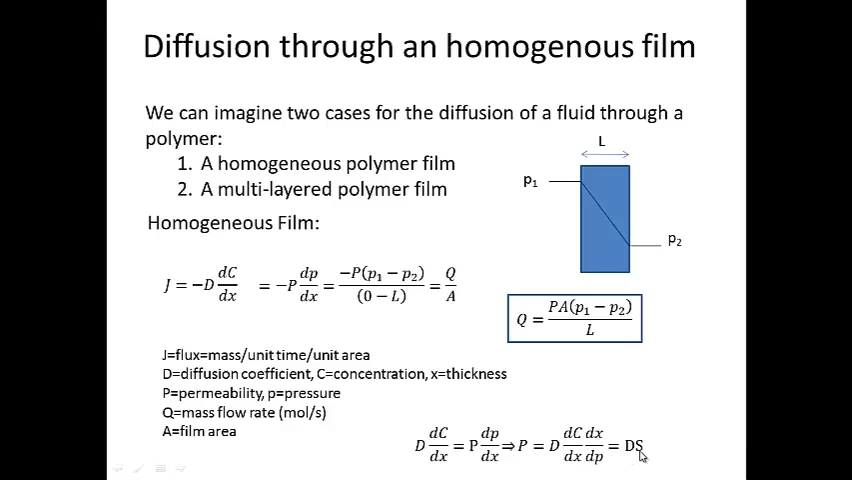 Diffusion through an homogenous film
We can imagine two cases for the diffusion of a fluid through a
polymer:
1. A homogeneous polymer film
2. A multi-layered polymer film
L
p₁
p₂
Homogeneous Film:
J = −D dC/dx = −P dp/dx = −P(p₁ − p₂)/(0 − L) = Q/A
Q = PA(p₁ − p₂)/L
J=flux=mass/unit time/unit area
D=diffusion coefficient, C=concentration, x=thickness
P=permeability, p=pressure
Q=mass flow rate (mol/s)
A=film area
D dC/dx = P dp/dx ⇒ P = D dC/dx dx/dp = DS